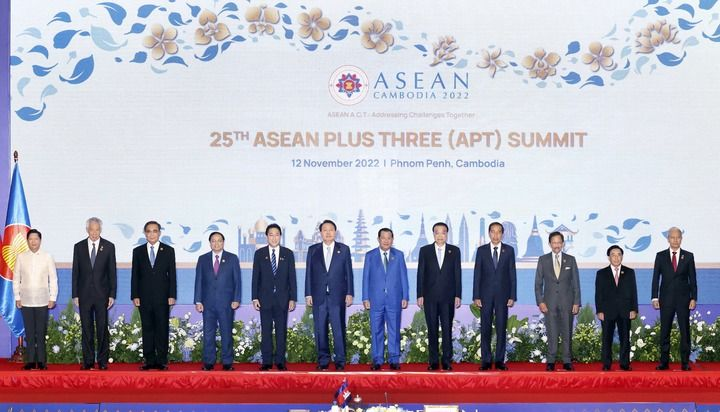 ASEAN
CAMBODIA 2022
ASEAN A.C.T.: Addressing Challenges Together
25TH ASEAN PLUS THREE (APT) SUMMIT
12 November 2022 | Phnom Penh, Cambodia